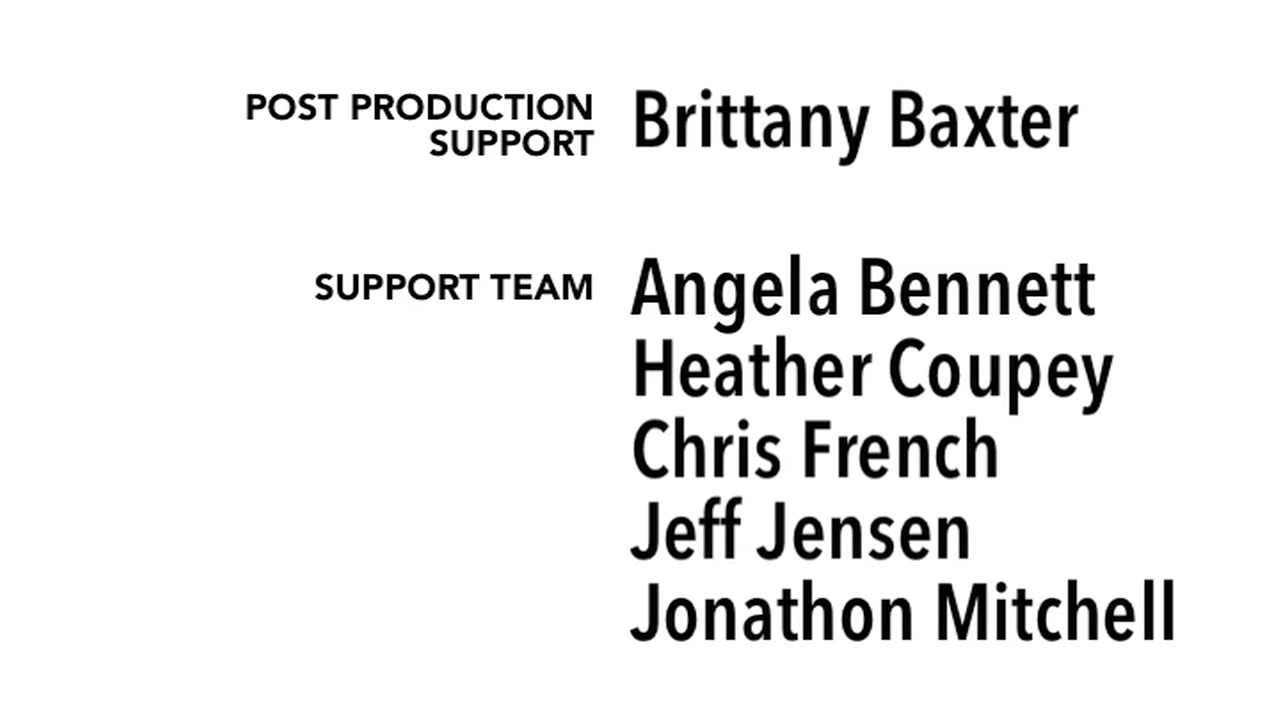 POST PRODUCTION
SUPPORT
Brittany Baxter
SUPPORT TEAM
Angela Bennett
Heather Coupey
Chris French
Jeff Jensen
Jonathon Mitchell